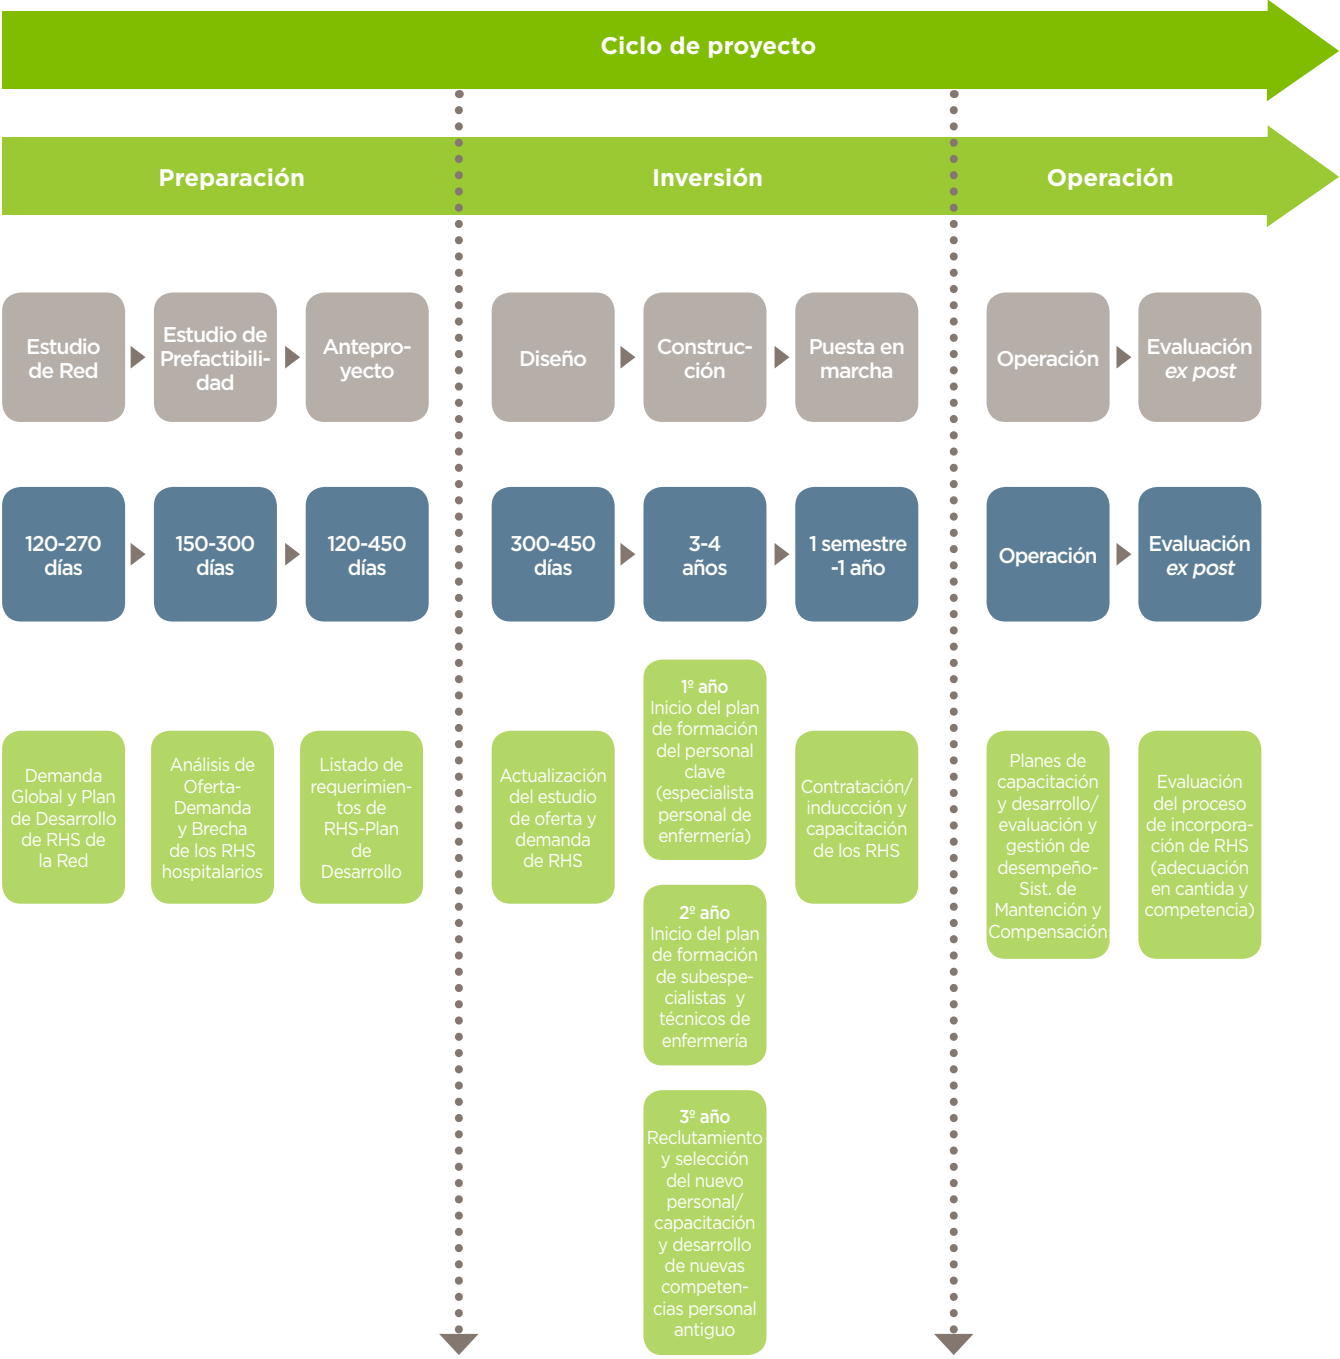 Ciclo de proyecto
Preparación
Inversión
Operación
Estudio
de Red
Estudio de
Prefactibili-
dad
Antepro-
yecto
Diseño
Construc-
ción
Puesta en
marcha
Operación
Evaluación
ex post
120-270
días
150-300
días
120-450
días
300-450
días
3-4
años
1 semestre
-1 año
Operación
Evaluación
ex post
Demanda
Global y Plan
de Desarrollo
de RHS de
la Red
Análisis de
Oferta-
Demanda
y Brecha
de los RHS
hospitalarios
Listado de
requerimien-
tos de
RHS-Plan
de
Desarrollo
Actualización
del estudio
de oferta y
demanda
de RHS
1º año
Inicio del plan
de formación
del personal
clave
(especialista
personal de
enfermería)
2º año
Inicio del plan
de formación
de subespe-
cialistas y
técnicos de
enfermería
3º año
Reclutamiento
y selección
del nuevo
personal/
capacitación
y desarrollo
de nuevas
competen-
cias personal
antiguo
Contratación/
induccción y
capacitación
de los RHS
Planes de
capacitación
y desarrollo/
evaluación y
gestión de
desempeño-
Sist. de
Mantención y
Compensación
Evaluación
del proceso
de incorpora-
ción de RHS
(adecuación
en cantida y
competencia)